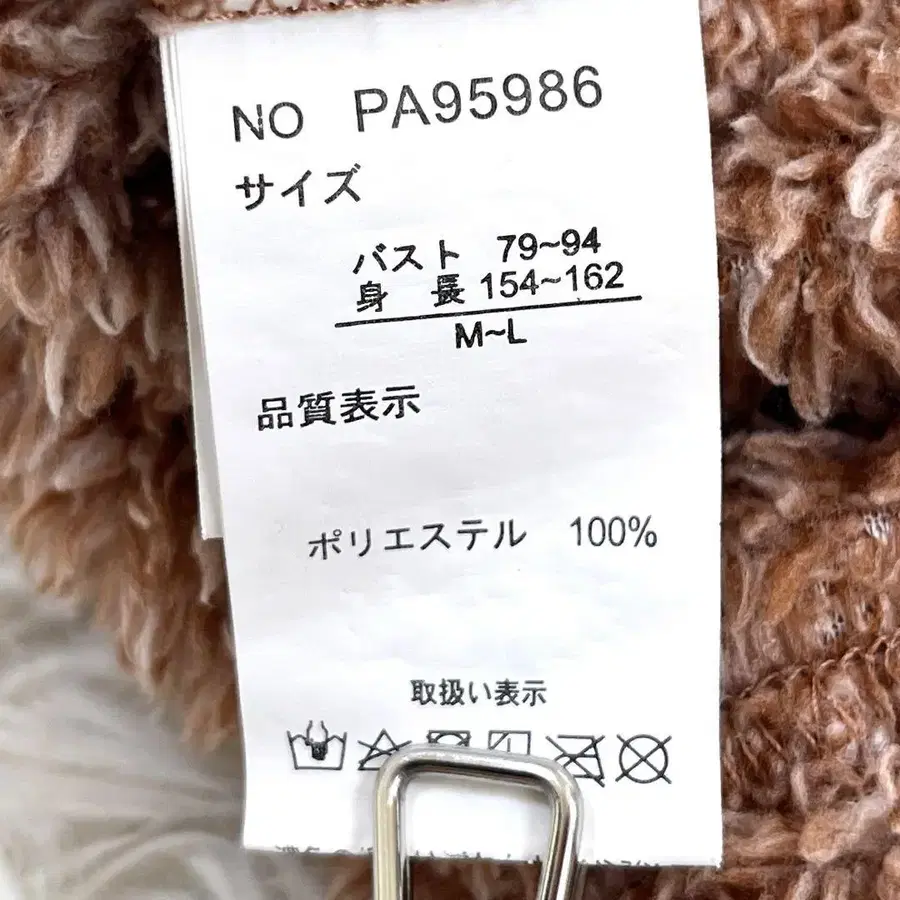 NO PA95986
サイズ
バスト 79~94
身 長 154~162
M~L
品質表示
ポリエステル 100%
取扱い表示